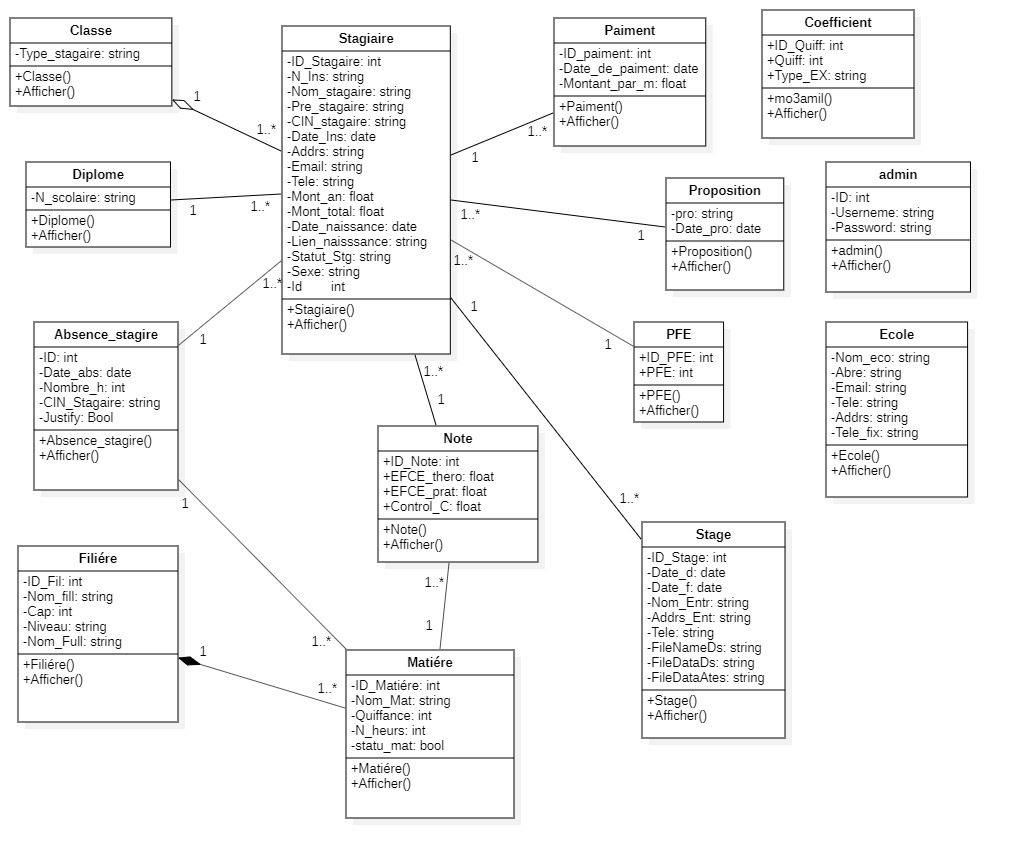 Classe
-Type_stagaire: string
+Classe()
+Afficher()
1
1..*
Stagiaire
-ID_Stagaire: int
-N_Ins: string
-Nom_stagaire: string
-Pre_stagaire: string
-CIN_stagaire: string
-Date_Ins: date
-Addrs: string
-Email: string
-Tele: string
-Mont_an: float
-Mont_total: float
-Date_naissance: date
-Lien_naisssance: string
-Statut_Stg: string
-Sexe: string
-Id int
+Stagiaire()
+Afficher()
Paiment
-ID_paiment: int
-Date_de_paiment: date
-Montant_par_m: float
+Paiment()
+Afficher()
1..*
1
Coefficient
+ID_Quiff: int
+Quiff: int
+Type_EX: string
+mo3amil()
+Afficher()
Diplome
-N_scolaire: string
+Diplome()
+Afficher()
1
1..*
Proposition
-pro: string
-Date_pro: date
+Proposition()
+Afficher()
1..*
1
admin
-ID: int
-Userneme: string
-Password: string
+admin()
+Afficher()
Absence_stagire
-ID: int
-Date_abs: date
-Nombre_h: int
-CIN_Stagaire: string
-Justify: Bool
+Absence_stagire()
+Afficher()
1..*
1
PFE
+ID_PFE: int
+PFE: int
+PFE()
+Afficher()
1..*
1
Ecole
-Nom_eco: string
-Abre: string
-Email: string
-Tele: string
-Addrs: string
-Tele_fix: string
+Ecole()
+Afficher()
1..*
1
Note
+ID_Note: int
+EFCE_thero: float
+EFCE_prat: float
+Control_C: float
+Note()
+Afficher()
1
1..*
Stage
-ID_Stage: int
-Date_d: date
-Date_f: date
-Nom_Entr: string
-Addrs_Ent: string
-Tele: string
-FileNameDs: string
-FileDataDs: string
-FileDataAtes: string
+Stage()
+Afficher()
1
1..*
Filiére
-ID_Fil: int
-Nom_fill: string
-Cap: int
-Niveau: string
-Nom_Full: string
+Filiére()
+Afficher()
1
1..*
1..*
1
Matiére
-ID_Matiére: int
-Nom_Mat: string
-Quiffance: int
-N_heurs: int
-statu_mat: bool
+Matiére()
+Afficher()